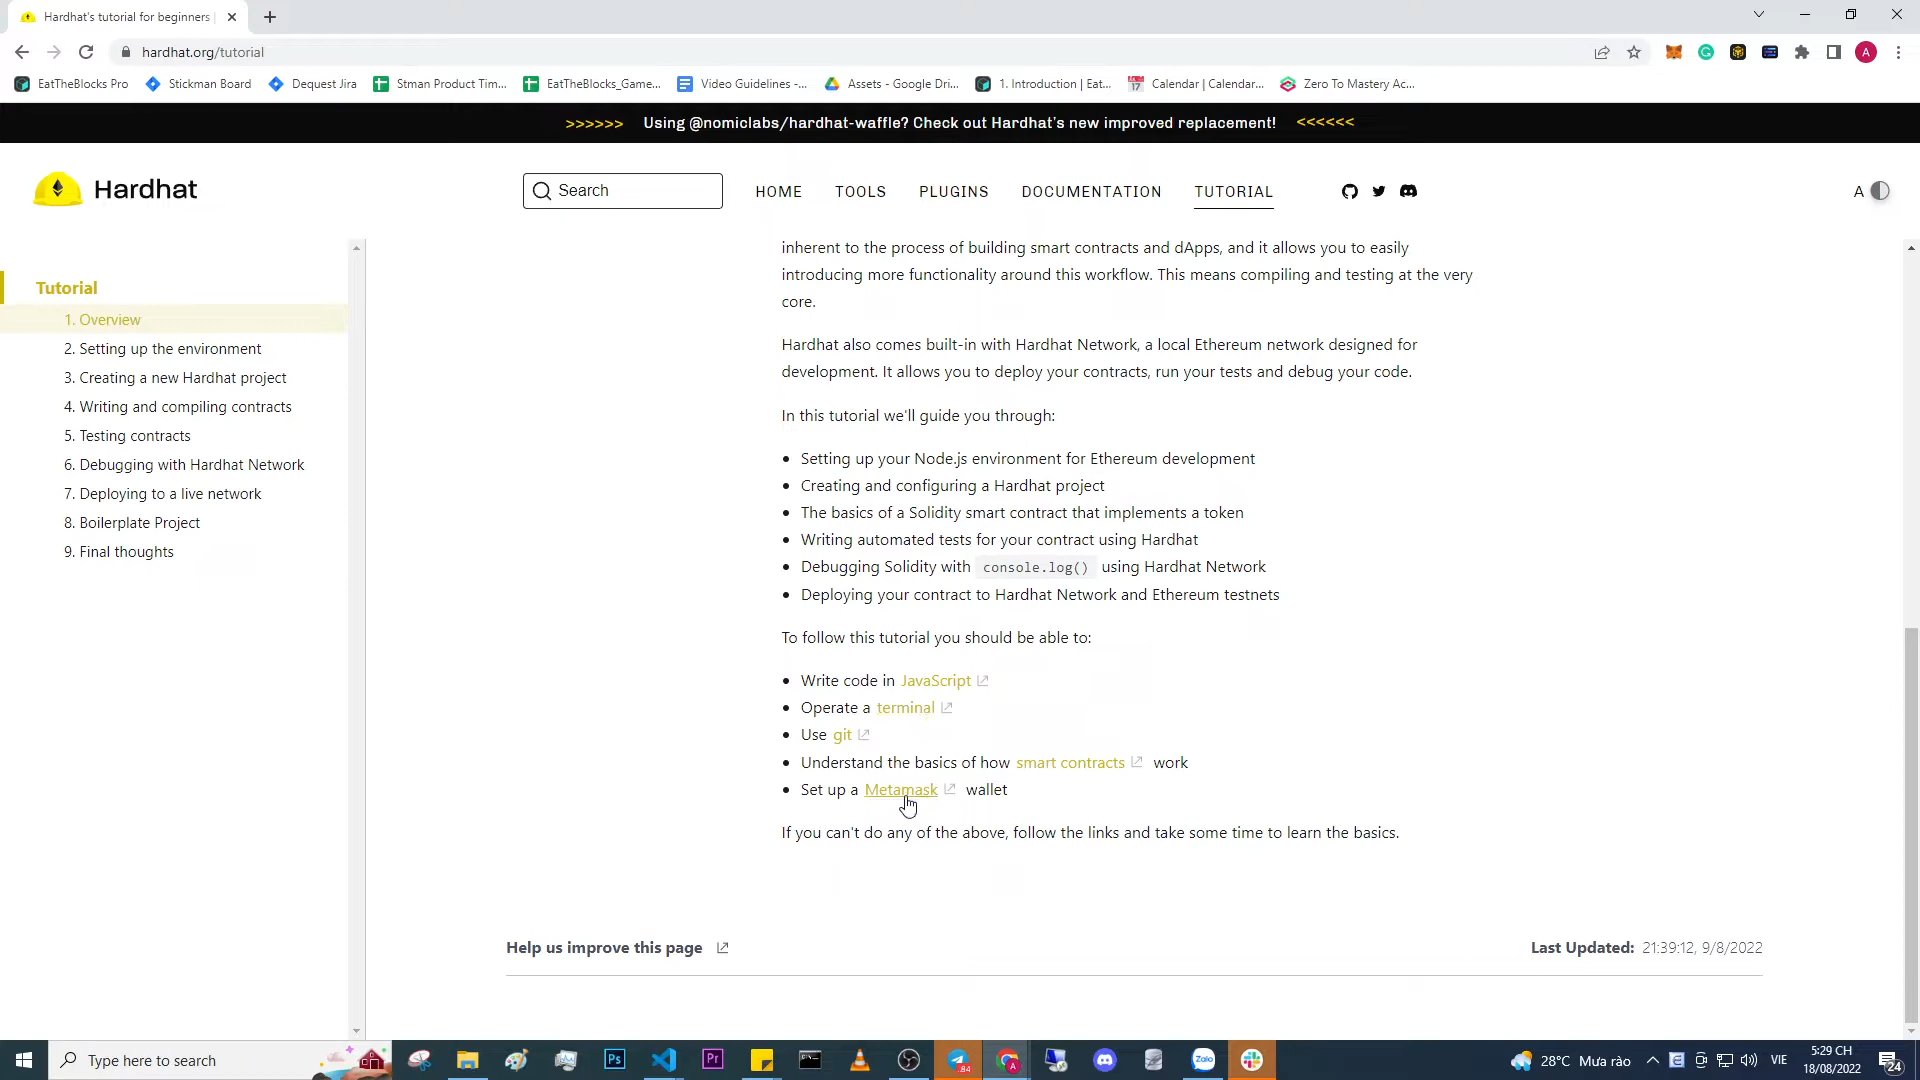 Hardhat's tutorial for beginners |
hardhat.org/tutorial
A
EatTheBlocks Pro
Stickman Board
Dequest Jira
Stman Product Tim...
EatTheBlocks_Game...
Video Guidelines -...
Assets - Google Dri...
1. Introduction | Eat...
Calendar | Calendar...
Zero To Mastery Ac...
>>>>>> Using @nomiclabs/hardhat-waffle? Check out Hardhat's new improved replacement! <<<<<<
Hardhat
Search
HOME
TOOLS
PLUGINS
DOCUMENTATION
TUTORIAL
A
Tutorial
1. Overview
2. Setting up the environment
3. Creating a new Hardhat project
4. Writing and compiling contracts
5. Testing contracts
6. Debugging with Hardhat Network
7. Deploying to a live network
8. Boilerplate Project
9. Final thoughts
inherent to the process of building smart contracts and dApps, and it allows you to easily
introducing more functionality around this workflow. This means compiling and testing at the very
core.
Hardhat also comes built-in with Hardhat Network, a local Ethereum network designed for
development. It allows you to deploy your contracts, run your tests and debug your code.
In this tutorial we'll guide you through:
• Setting up your Node.js environment for Ethereum development
• Creating and configuring a Hardhat project
• The basics of a Solidity smart contract that implements a token
• Writing automated tests for your contract using Hardhat
• Debugging Solidity with console.log() using Hardhat Network
• Deploying your contract to Hardhat Network and Ethereum testnets
To follow this tutorial you should be able to:
• Write code in JavaScript
• Operate a terminal
• Use git
• Understand the basics of how smart contracts work
• Set up a Metamask wallet
If you can't do any of the above, follow the links and take some time to learn the basics.
Help us improve this page
Last Updated: 21:39:12, 9/8/2022
Type here to search
Ps
Pr
84
A
Zalo
28°C Mưa rào
VIE
5:29 CH
18/08/2022
24